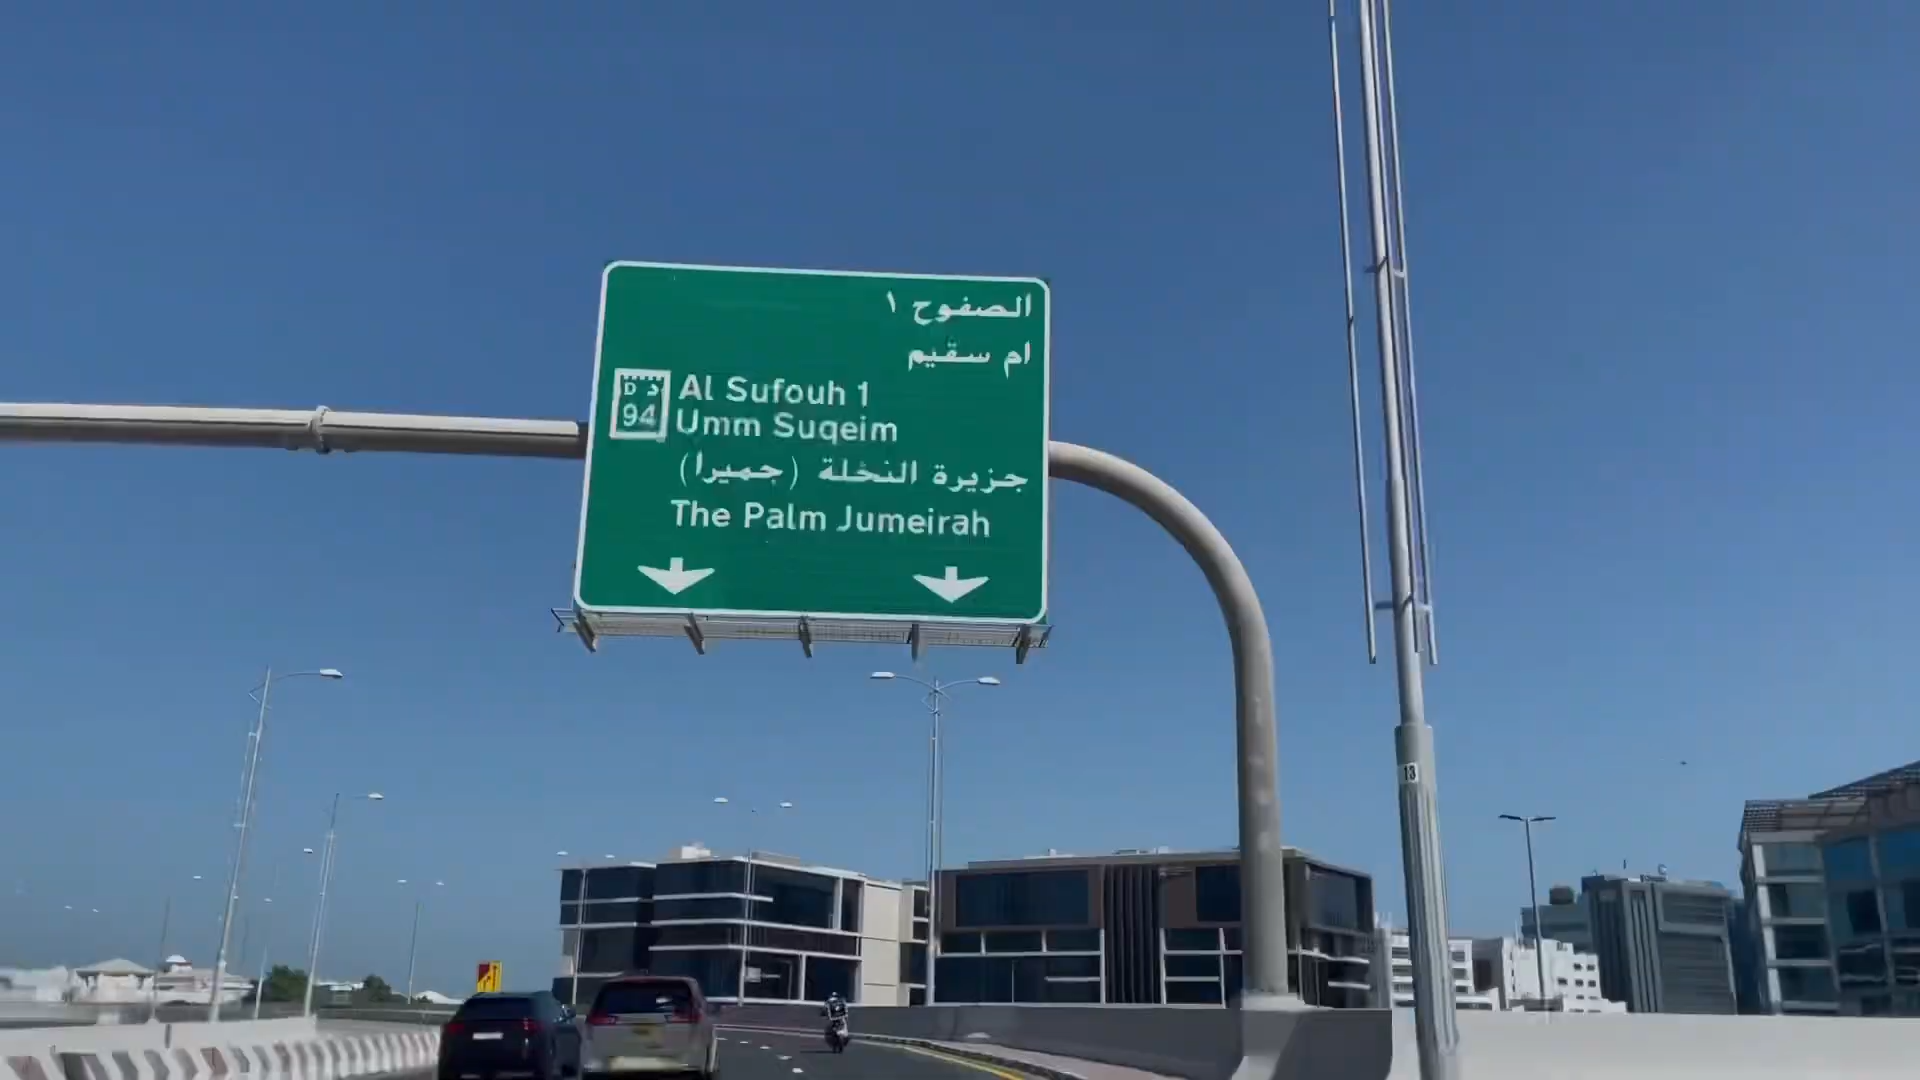 الصفوح ١
ام سقيم
D د
94
Al Sufouh 1
Umm Suqeim
جزيرة النخلة (جميرا)
The Palm Jumeirah
13